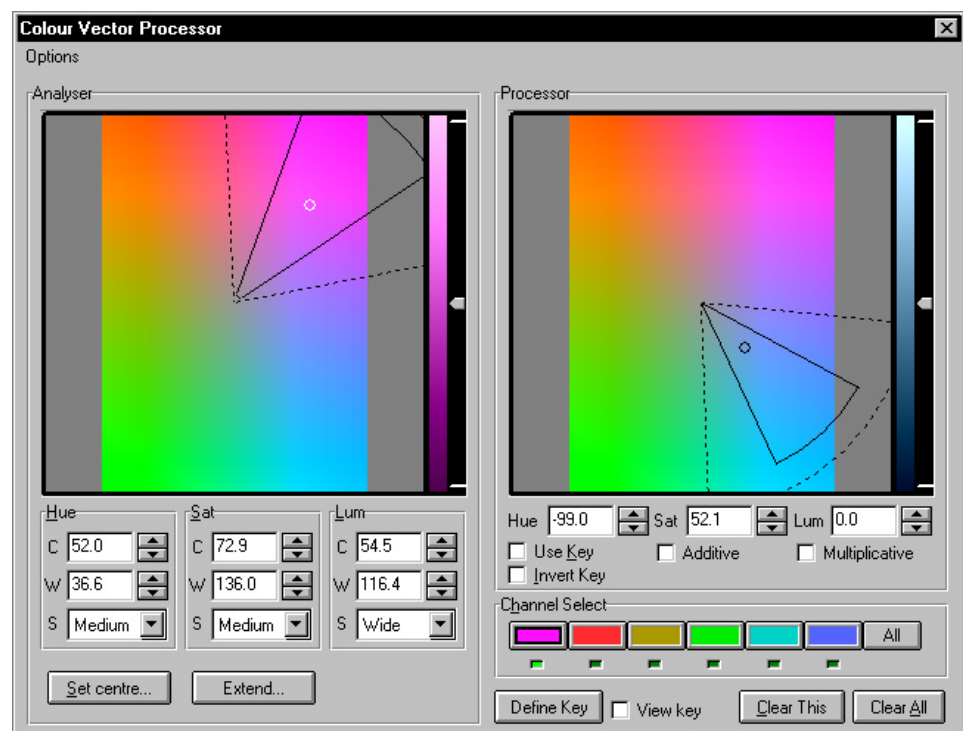 Colour Vector Processor
Options
Analyser
Hue
C 52.0
W 36.6
S Medium
Sat
C 72.9
W 136.0
S Medium
Lum
C 54.5
W 116.4
S Wide
Set centre...
Extend...
Processor
Hue -99.0 Sat 52.1 Lum 0.0
Use Key Additive Multiplicative
Invert Key
Channel Select
All
Define Key View key Clear This Clear All